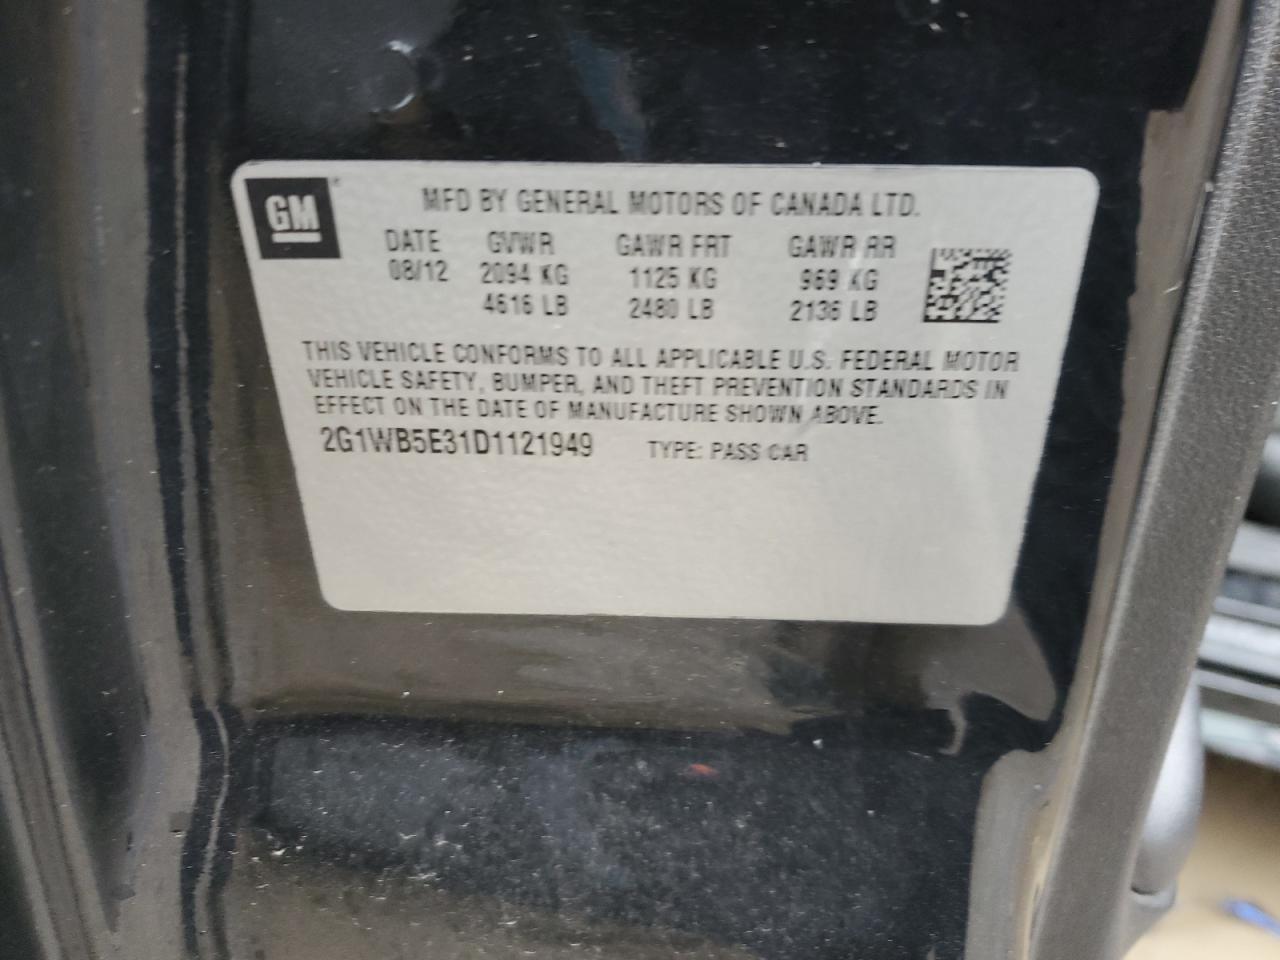 GM
MFD BY GENERAL MOTORS OF CANADA LTD.
DATE GVWR GAWR FRT GAWR RR
08/12 2094 KG 1125 KG 969 KG
4616 LB 2480 LB 2136 LB
THIS VEHICLE CONFORMS TO ALL APPLICABLE U.S. FEDERAL MOTOR
VEHICLE SAFETY, BUMPER, AND THEFT PREVENTION STANDARDS IN
EFFECT ON THE DATE OF MANUFACTURE SHOWN ABOVE.
2G1WB5E31D1121949 TYPE: PASS CAR